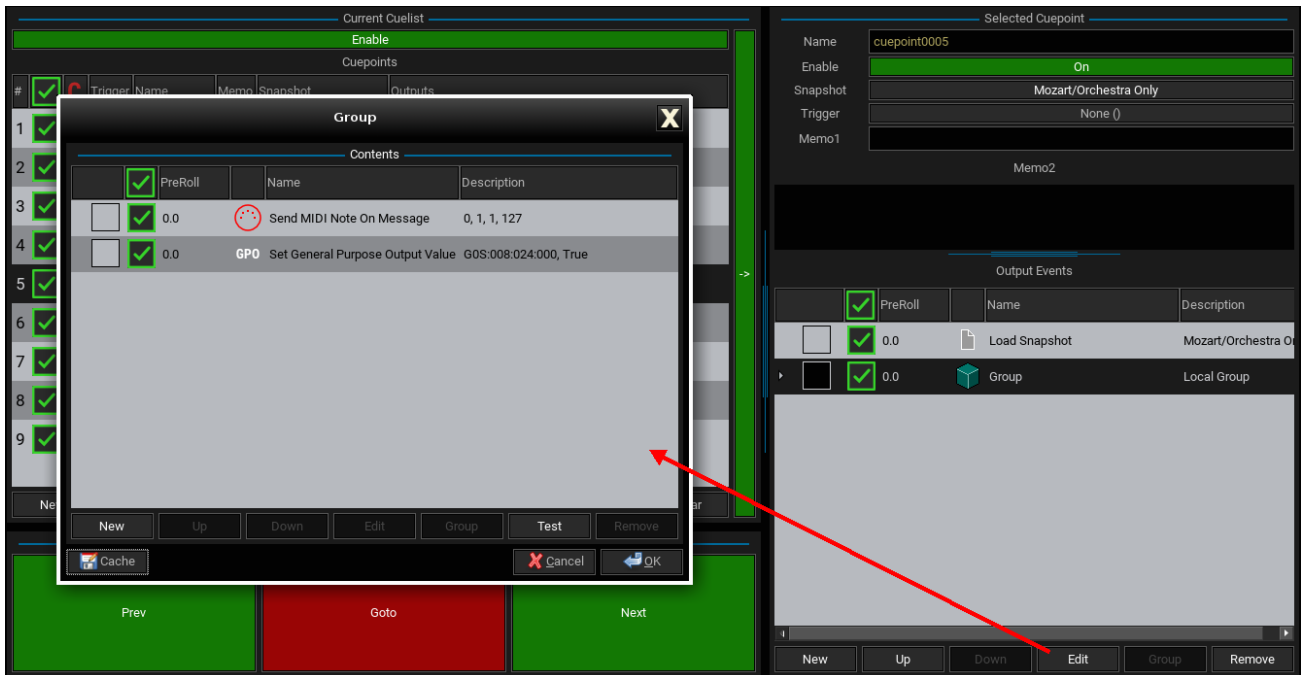 Current Cuelist
Enable
Cuepoints
# Trigger Name Memo Snapshot Outputs
1
2
3
4
5
6
7
8
9
->
Group
X
Contents
PreRoll Name Description
0.0 Send MIDI Note On Message 0, 1, 1, 127
0.0 GPO Set General Purpose Output Value G0S:008:024:000, True
New Up Down Edit Group Test Remove
Cache Cancel OK
Prev Goto Next
Selected Cuepoint
Name cuepoint0005
Enable On
Snapshot Mozart/Orchestra Only
Trigger None ()
Memo1
Memo2
Output Events
PreRoll Name Description
0.0 Load Snapshot Mozart/Orchestra
0.0 Group Local Group
New Up Down Edit Group Remove